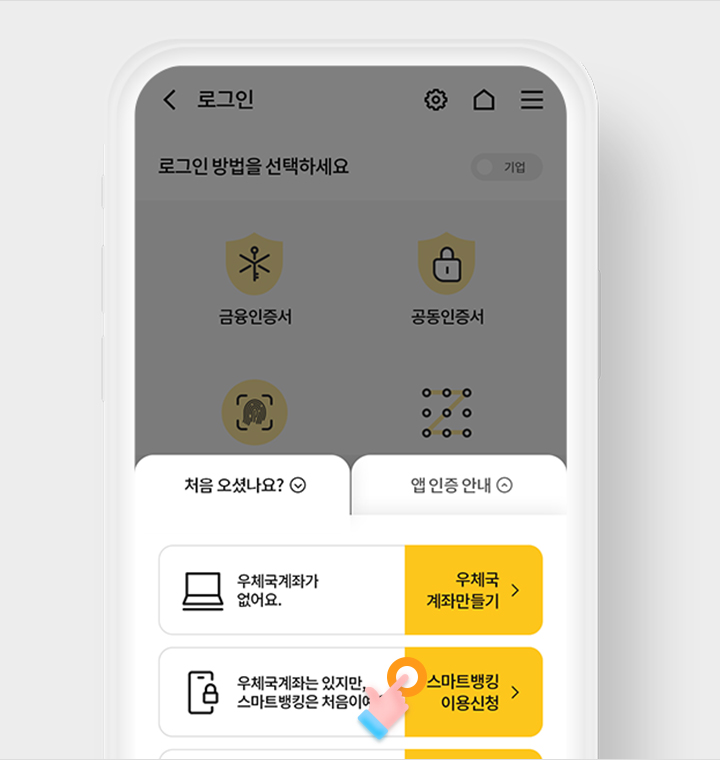 로그인
로그인 방법을 선택하세요
기업
금융인증서
공동인증서
처음 오셨나요?
앱 인증 안내
우체국계좌가
없어요.
우체국
계좌만들기
우체국계좌는 있지만,
스마트뱅킹은
스마트뱅킹
이용신청